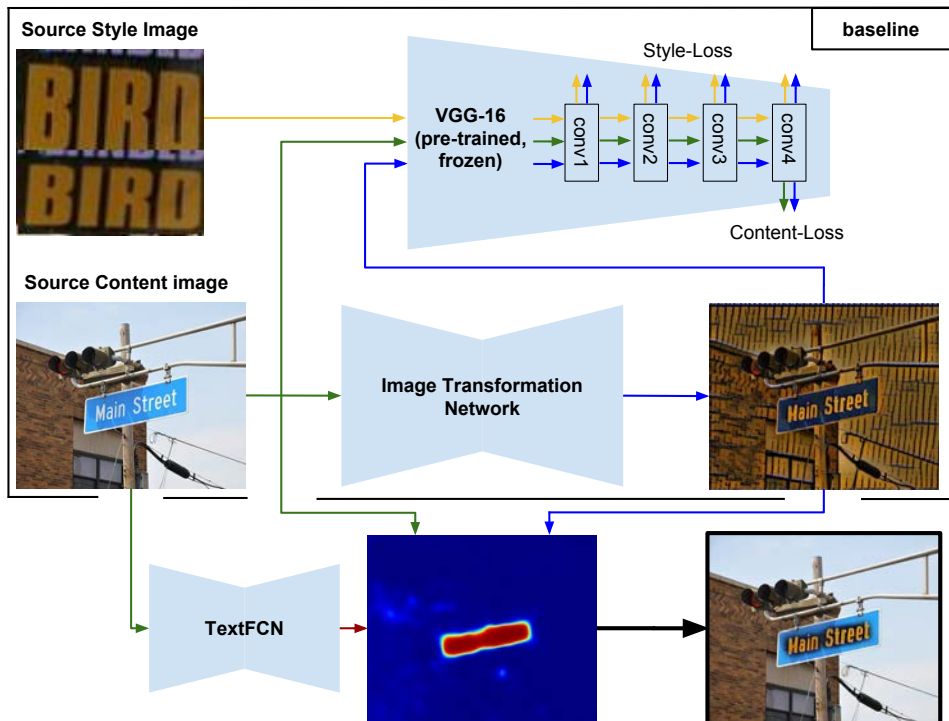 baseline
Source Style Image
BIRD
BIRD
Style-Loss
VGG-16
(pre-trained,
frozen)
conv1
conv2
conv3
conv4
Content-Loss
Source Content image
Main Street
Image Transformation
Network
Main Street
TextFCN
Main Street